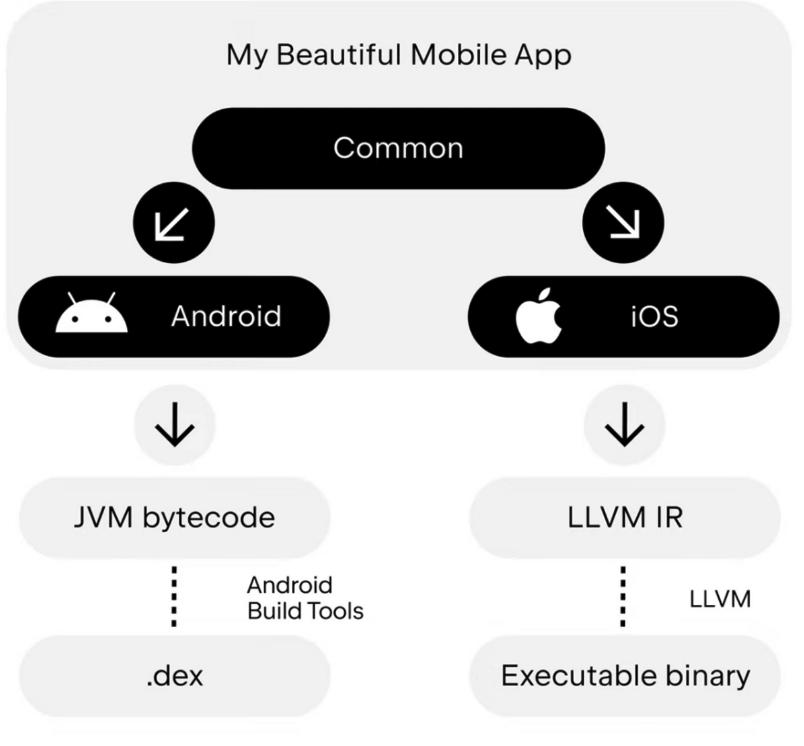 My Beautiful Mobile App
Common
Android
iOS
JVM bytecode
LLVM IR
Android
Build Tools
LLVM
.dex
Executable binary